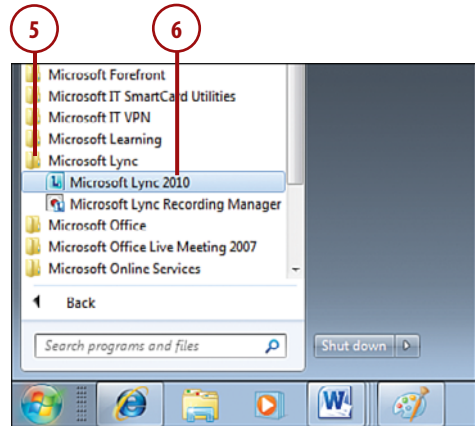 5 6
Microsoft Forefront
Microsoft IT SmartCard Utilities
Microsoft IT VPN
Microsoft Learning
Microsoft Lync
Microsoft Lync 2010
Microsoft Lync Recording Manager
Microsoft Office
Microsoft Office Live Meeting 2007
Microsoft Online Services
Back
Search programs and files
Shut down